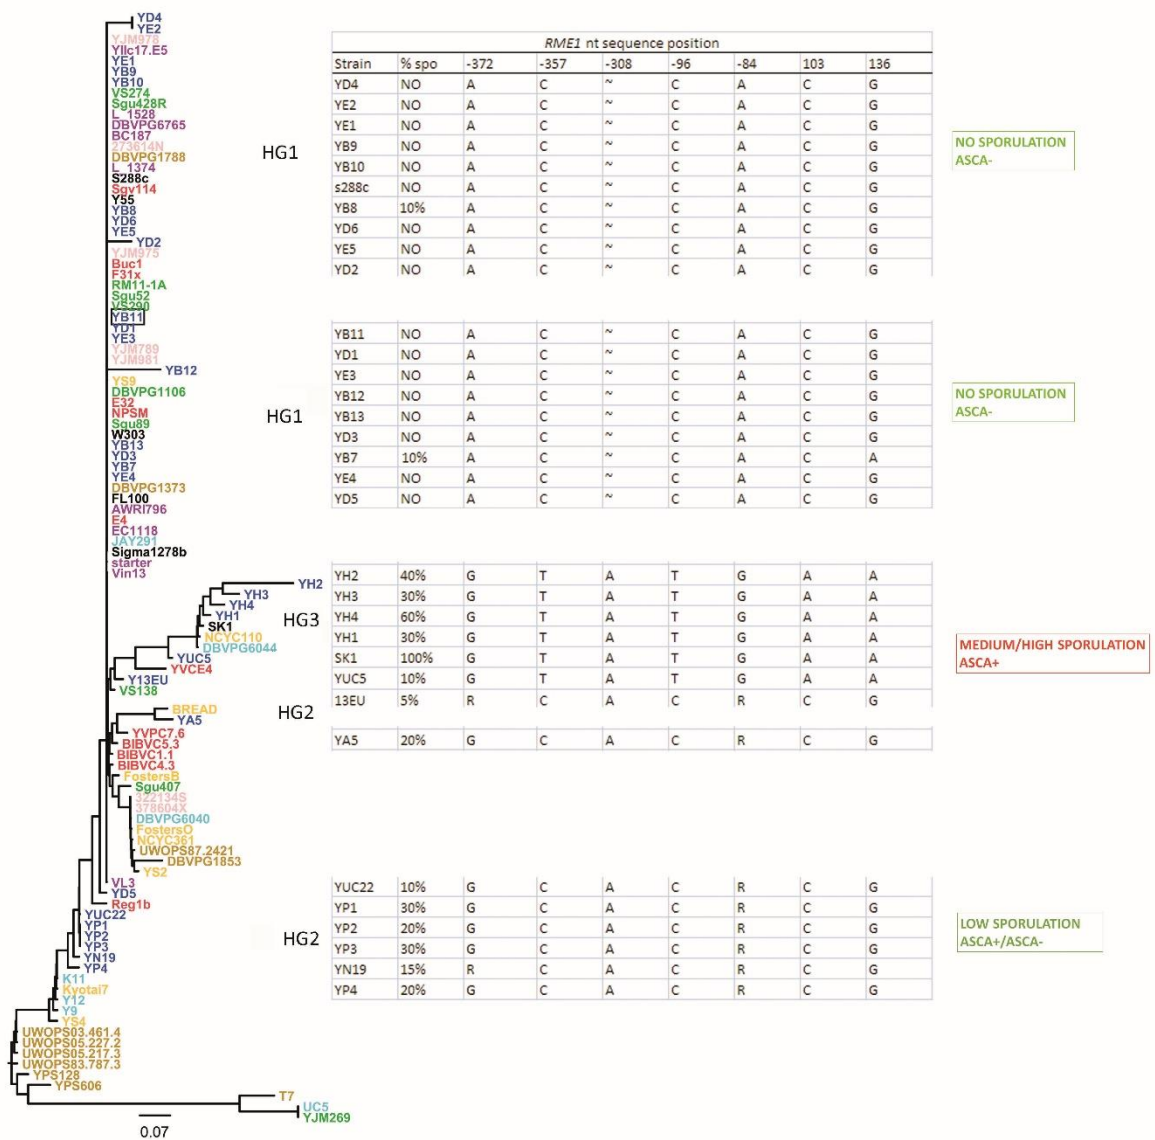 YD4
YE2
YJM978
YIIc17.E5
YE1
YB9
YB10
VS274
Sgu428R
L_1528
DBVPG6765
BC187
273614N
DBVPG1788
L_1374
S288c
Sgv114
Y55
YB8
YD6
YE5
YD2
YJM975
Buc1
F31x
RM11-1A
Sgu52
VS290
YB11
YD1
YE3
YJM789
YJM981
YB12
YS9
DBVPG1106
E32
NPSM
Sgu89
W303
YB13
YD3
YB7
YE4
DBVPG1373
FL100
AWRI796
E4
EC1118
JAY291
Sigma1278b
starter
Vin13
YH2
YH3
YH4
YH1
SK1
NCYC110
DBVPG6044
YUC5
YVCE4
Y13EU
VS138
BREAD
YA5
YVPC7.6
BIBVC5.3
BIBVC1.1
BIBVC4.3
FostersB
Sgu407
322134S
378604X
DBVPG6040
FostersO
NCYC361
UWOPS87.2421
DBVPG1853
YS2
VL3
YD5
Reg1b
YUC22
YP1
YP2
YP3
YN19
YP4
K11
Kyotai7
Y12
Y9
YS4
UWOPS03.461.4
UWOPS05.227.2
UWOPS05.217.3
UWOPS83.787.3
YPS128
YPS606
T7
UC5
YJM269
0.07
HG1
HG1
HG3
HG2
HG2
RME1 nt sequence position
Strain % spo -372 -357 -308 -96 -84 103 136
YD4 NO A C ~ C A C G
YE2 NO A C ~ C A C G
YE1 NO A C ~ C A C G
YB9 NO A C ~ C A C G
YB10 NO A C ~ C A C G
s288c NO A C ~ C A C G
YB8 10% A C ~ C A C G
YD6 NO A C ~ C A C G
YE5 NO A C ~ C A C G
YD2 NO A C ~ C A C G
YB11 NO A C ~ C A C G
YD1 NO A C ~ C A C G
YE3 NO A C ~ C A C G
YB12 NO A C ~ C A C G
YB13 NO A C ~ C A C G
YD3 NO A C ~ C A C G
YB7 10% A C ~ C A C A
YE4 NO A C ~ C A C G
YD5 NO A C ~ C A C G
YH2 40% G T A T G A A
YH3 30% G T A T G A A
YH4 60% G T A T G A A
YH1 30% G T A T G A A
SK1 100% G T A T G A A
YUC5 10% G T A T G A A
13EU 5% R C A C R C G
YA5 20% G C A C R C G
YUC22 10% G C A C R C G
YP1 30% G C A C R C G
YP2 20% G C A C R C G
YP3 30% G C A C R C G
YN19 15% R C A C R C G
YP4 20% G C A C R C G
NO SPORULATION
ASCA-
NO SPORULATION
ASCA-
MEDIUM/HIGH SPORULATION
ASCA+
LOW SPORULATION
ASCA+/ASCA-